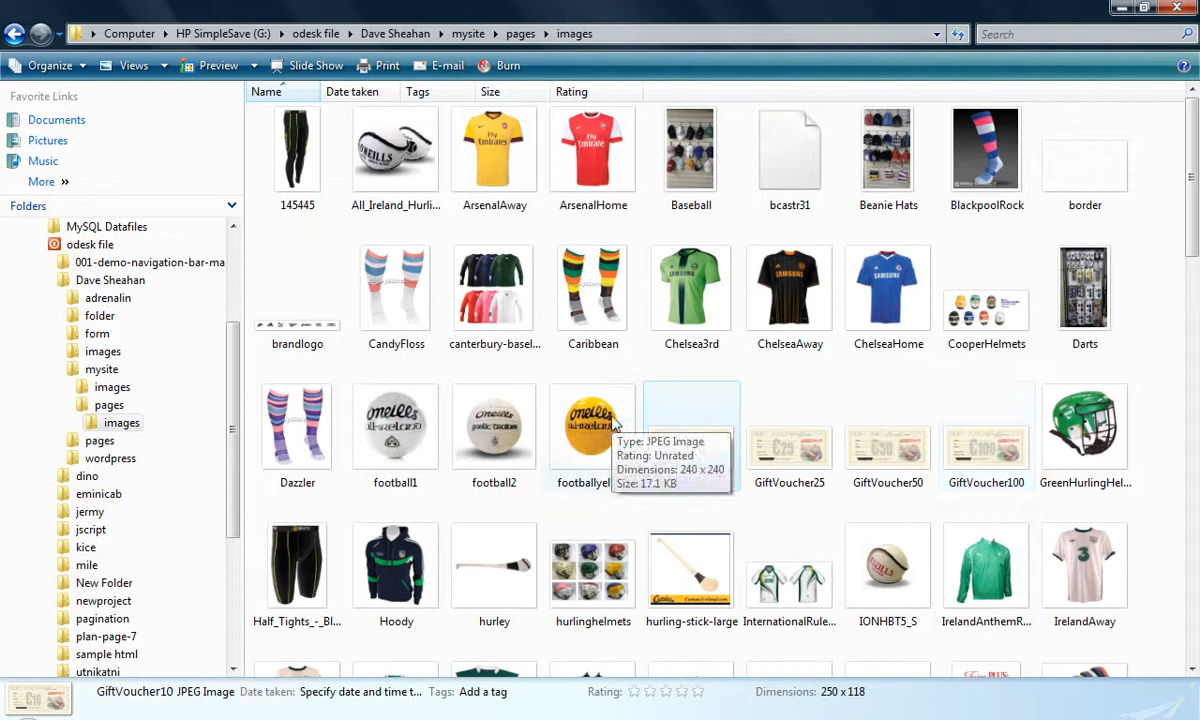 Computer ▸ HP SimpleSave (G:) ▸ odesk file ▸ Dave Sheahan ▸ mysite ▸ pages ▸ images
Search
Organize Views Preview Slide Show Print E-mail Burn
Favorite Links
Documents
Pictures
Music
More »
Folders
MySQL Datafiles
odesk file
001-demo-navigation-bar-ma
Dave Sheahan
adrenalin
folder
form
images
mysite
images
pages
images
pages
wordpress
dino
eminicab
jermy
jscript
kice
mile
New Folder
newproject
pagination
plan-page-7
sample html
utnikatni
Name Date taken Tags Size Rating
145445 All_Ireland_Hurli... ArsenalAway ArsenalHome Baseball bcastr31 Beanie Hats BlackpoolRock border
brandlogo CandyFloss canterbury-basel... Caribbean Chelsea3rd ChelseaAway ChelseaHome CooperHelmets Darts
Dazzler football1 football2 footballyel GiftVoucher25 GiftVoucher50 GiftVoucher100 GreenHurlingHel...
Type: JPEG Image
Rating: Unrated
Dimensions: 240 x 240
Size: 17.1 KB
Half_Tights_-_Bl... Hoody hurley hurlinghelmets hurling-stick-large InternationalRule... IONHBT5_S IrelandAnthemR... IrelandAway
GiftVoucher10 JPEG Image Date taken: Specify date and time t... Tags: Add a tag Rating: Dimensions: 250 x 118